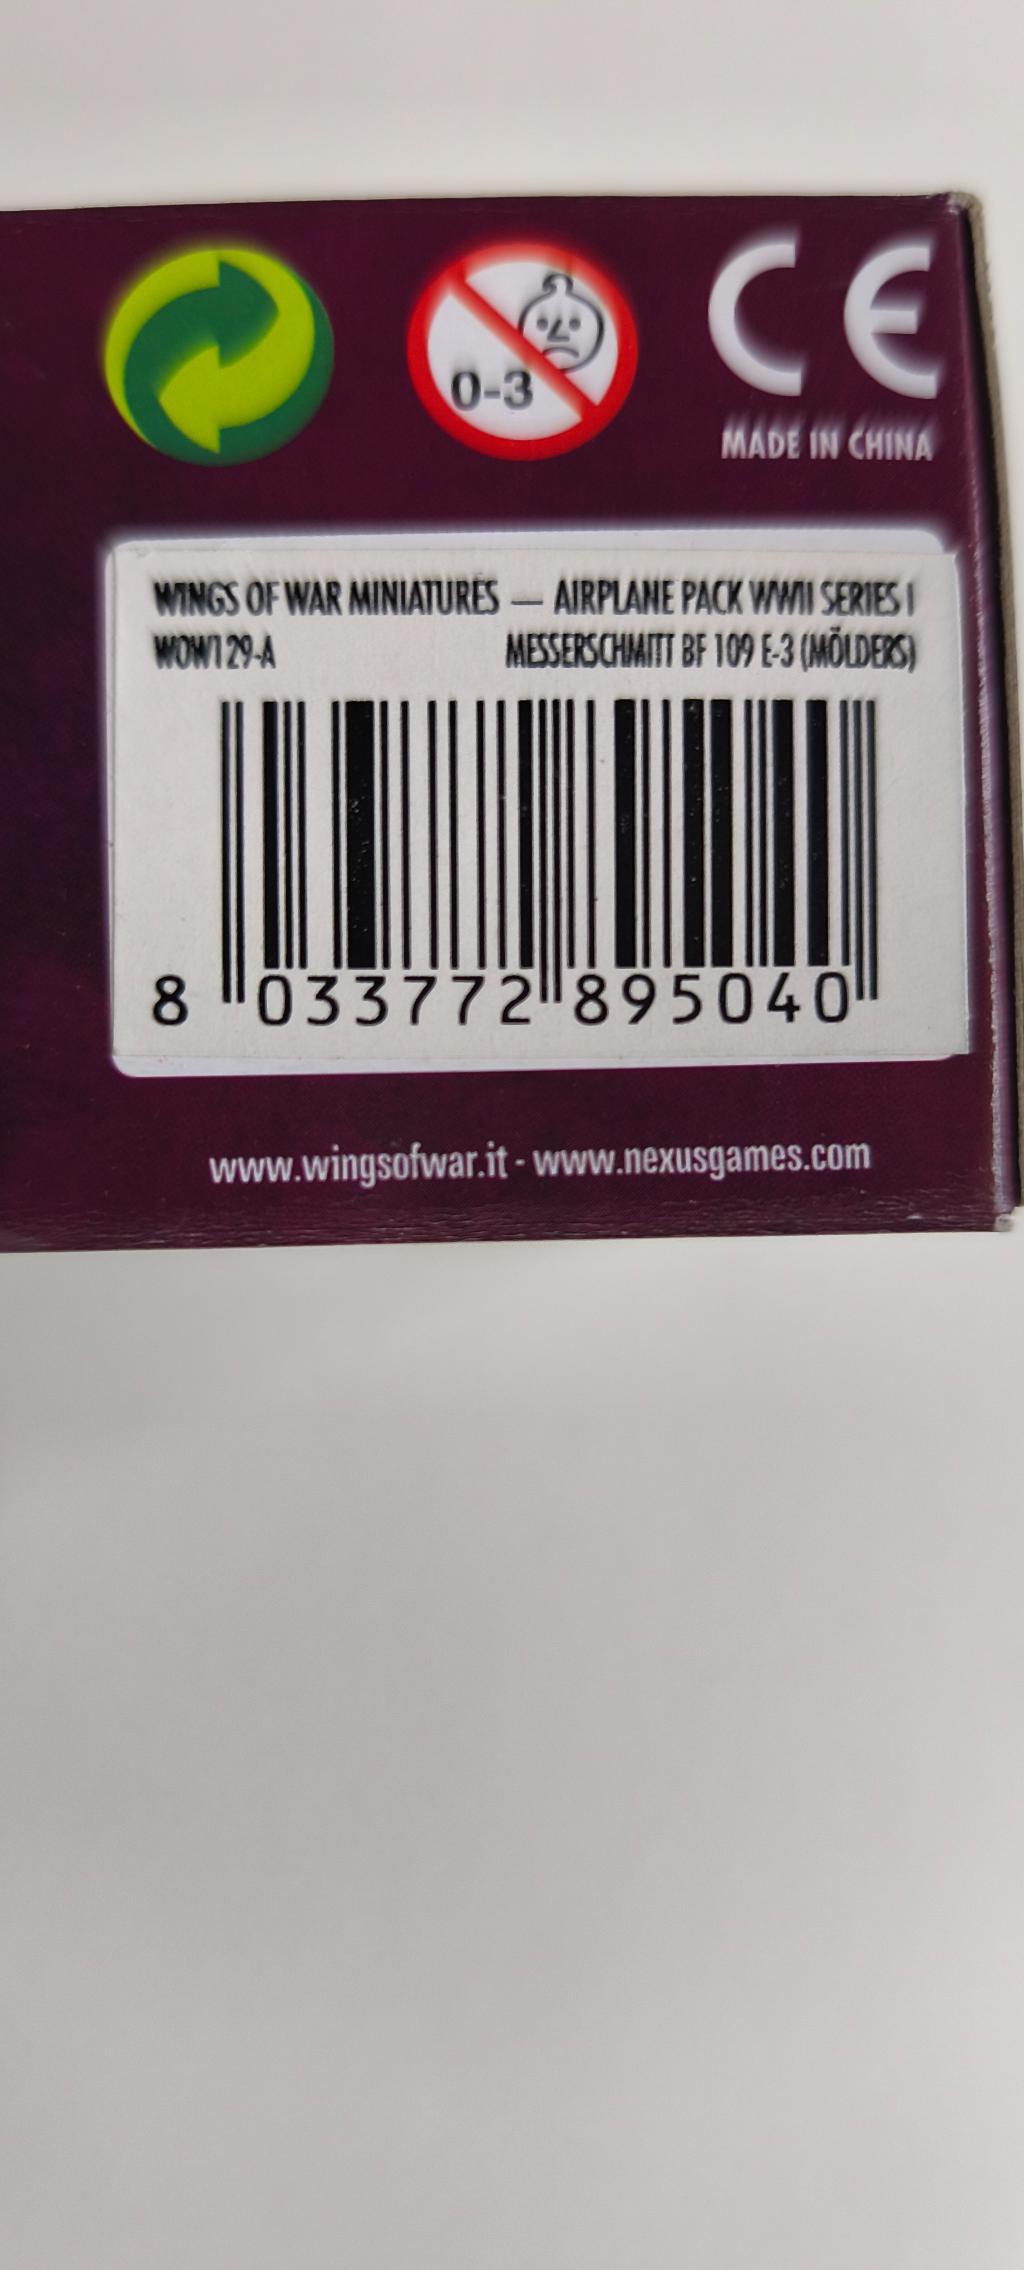 0-3
CE
MADE IN CHINA
WINGS OF WAR MINIATURES — AIRPLANE PACK WWII SERIES I
WOW129-A MESSERSCHMITT BF 109 E-3 (MÖLDERS)
8 033772 895040
www.wingsofwar.it - www.nexusgames.com